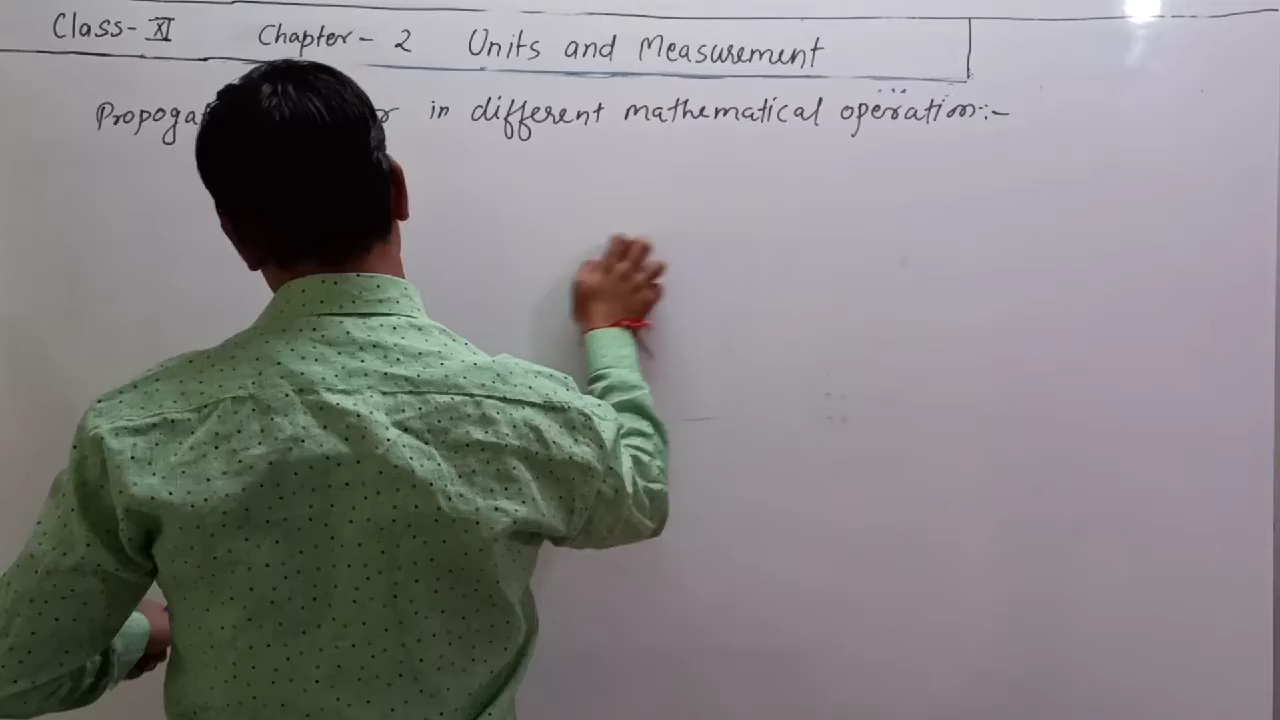 Class-XI Chapter-2 Units and Measurement
in different mathematical operation:-